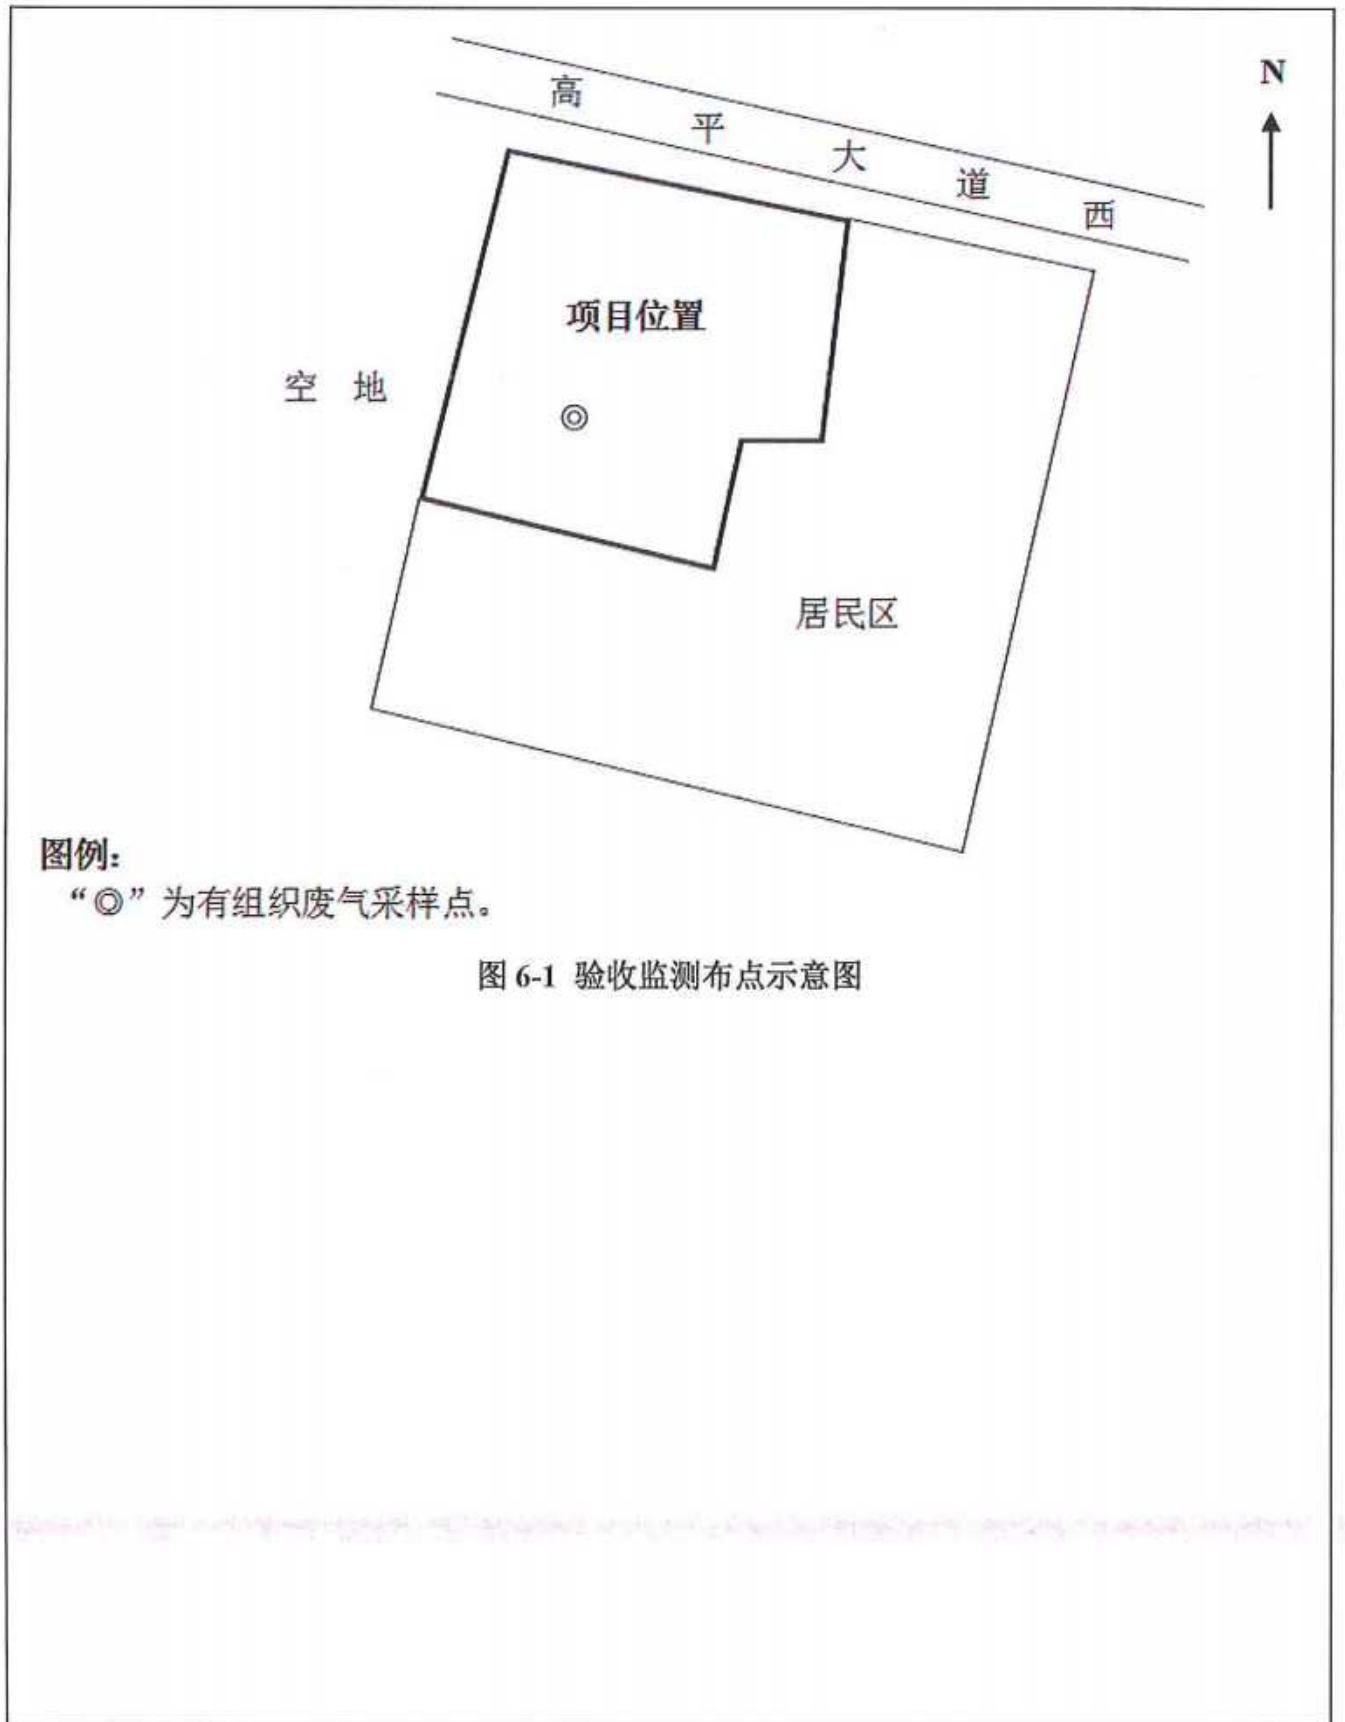 N
高平大道西
项目位置
空 地
居民区
图例：
“◎”为有组织废气采样点。
图 6-1 验收监测布点示意图